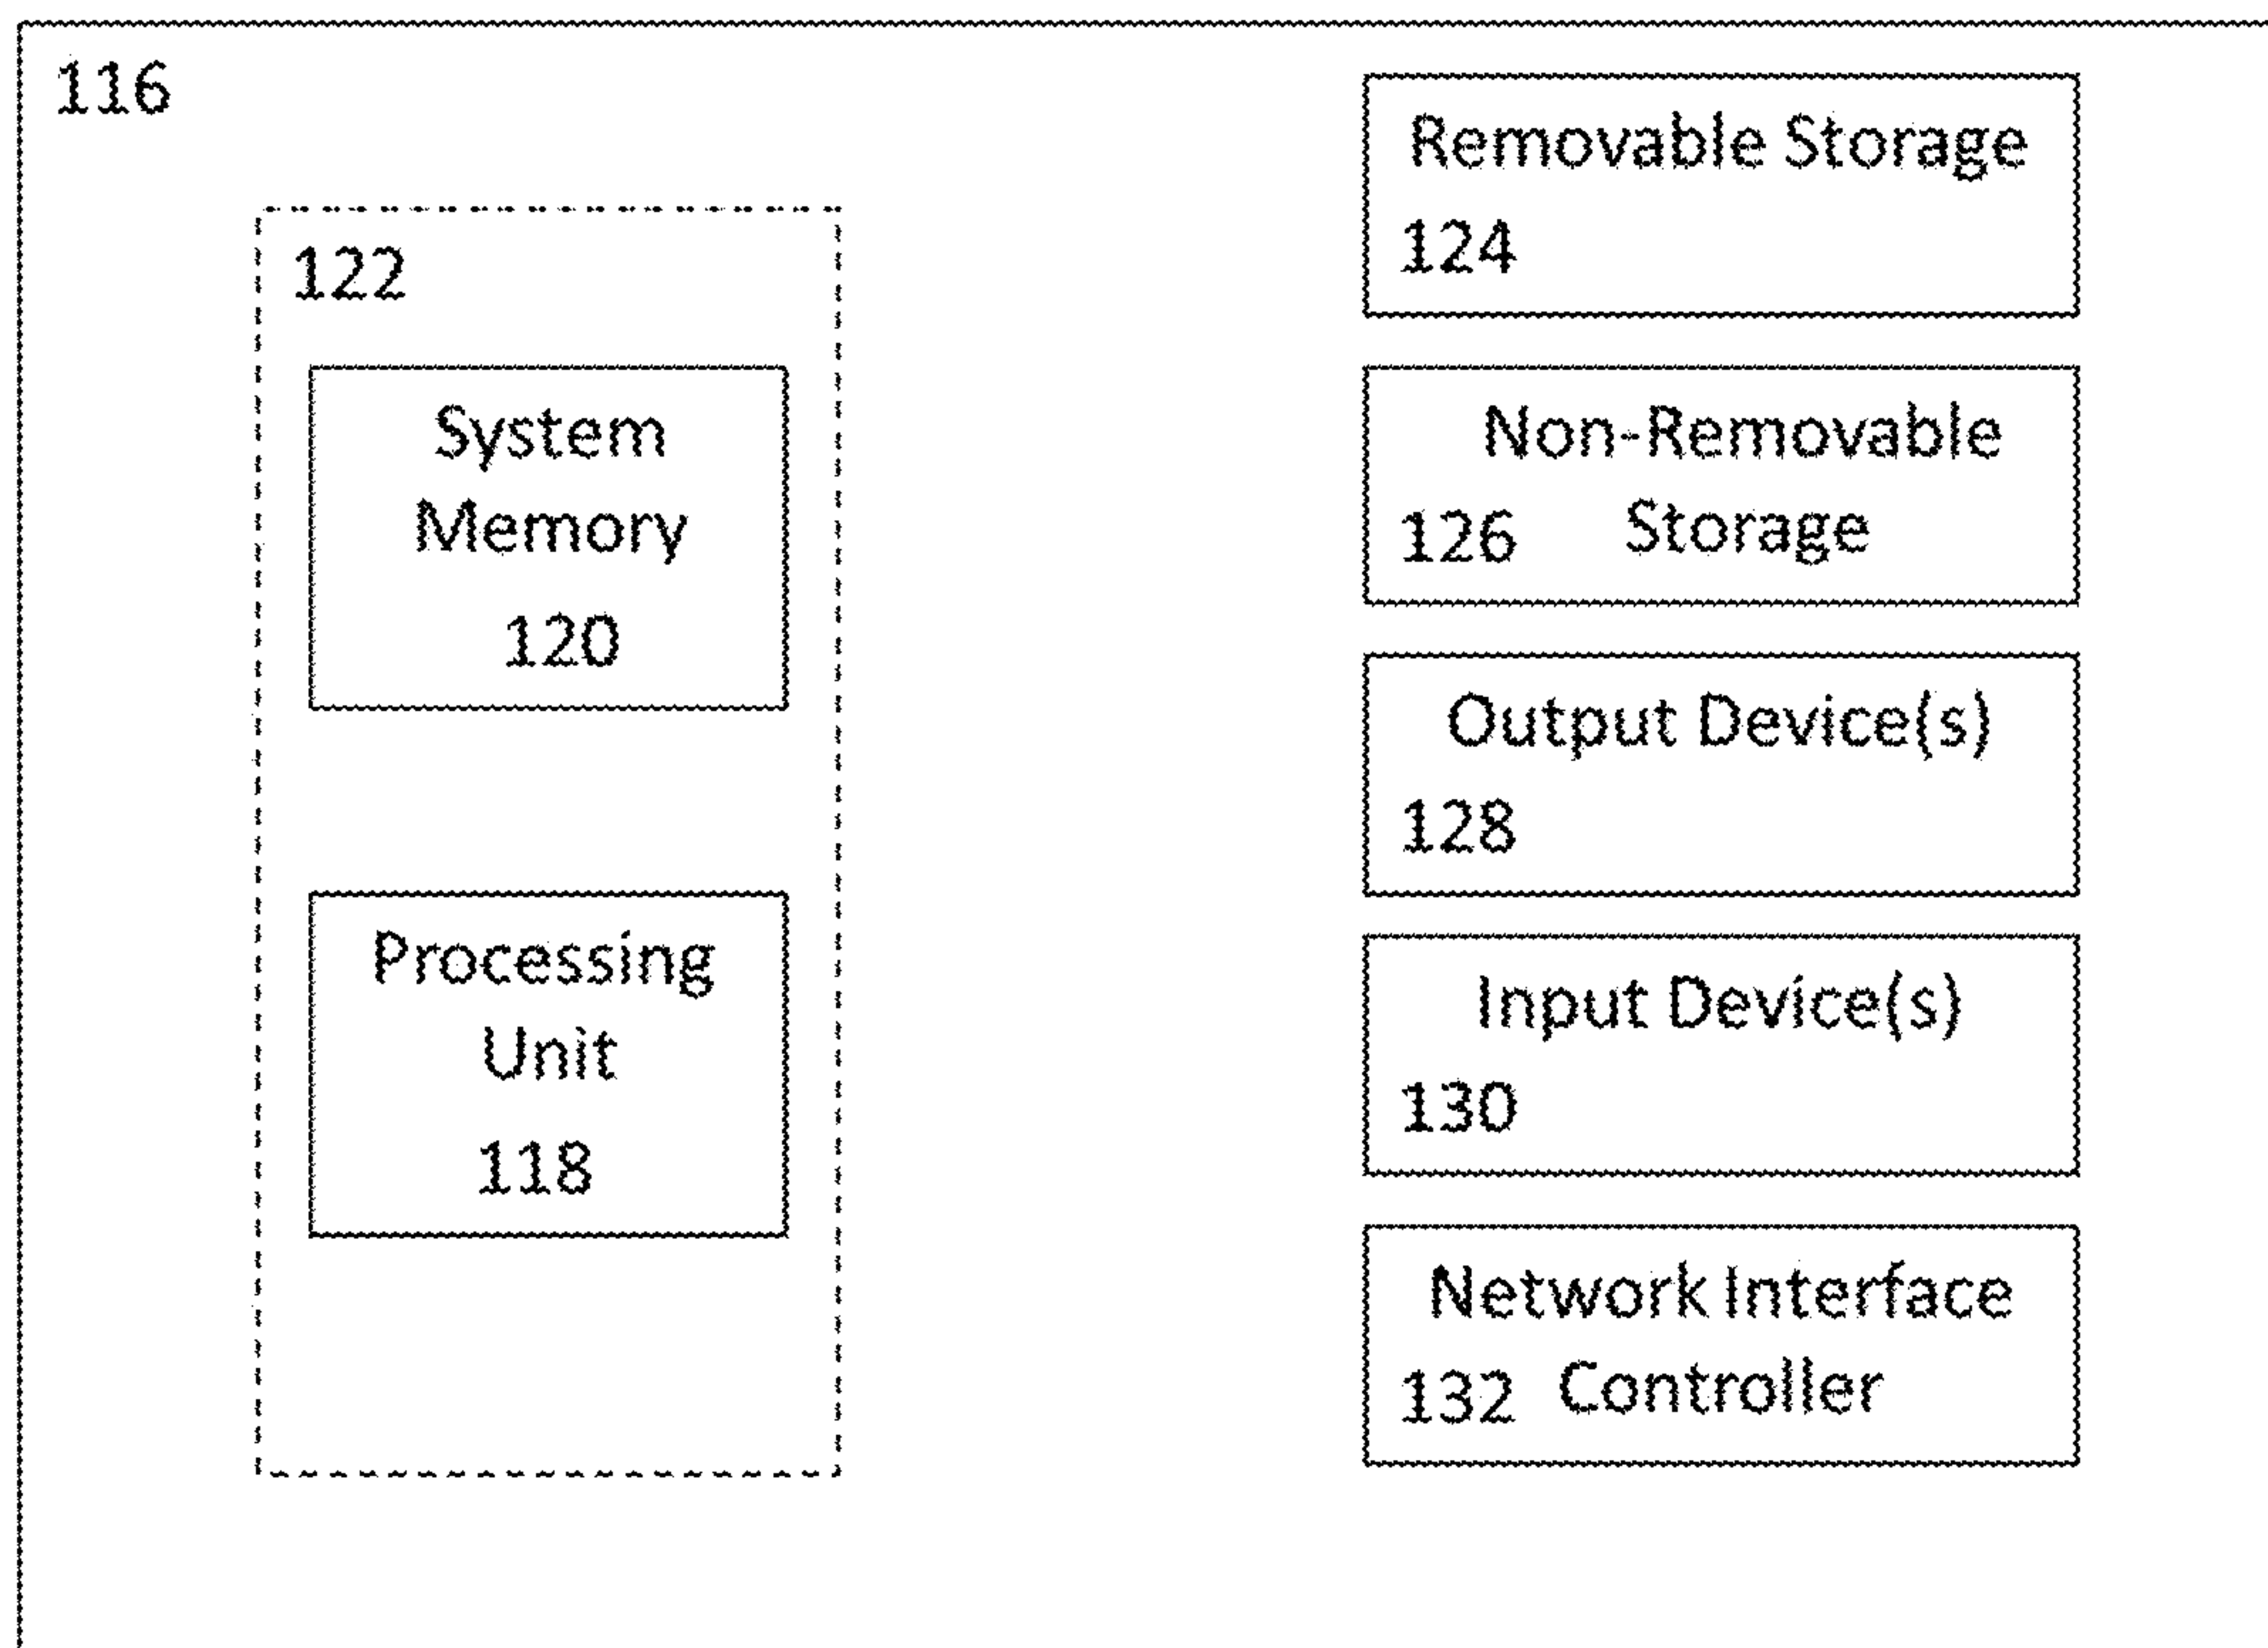 116
122
System
Memory
120
Processing
Unit
118
Removable Storage
124
Non-Removable
126 Storage
Output Device(s)
128
Input Device(s)
130
Network Interface
132 Controller